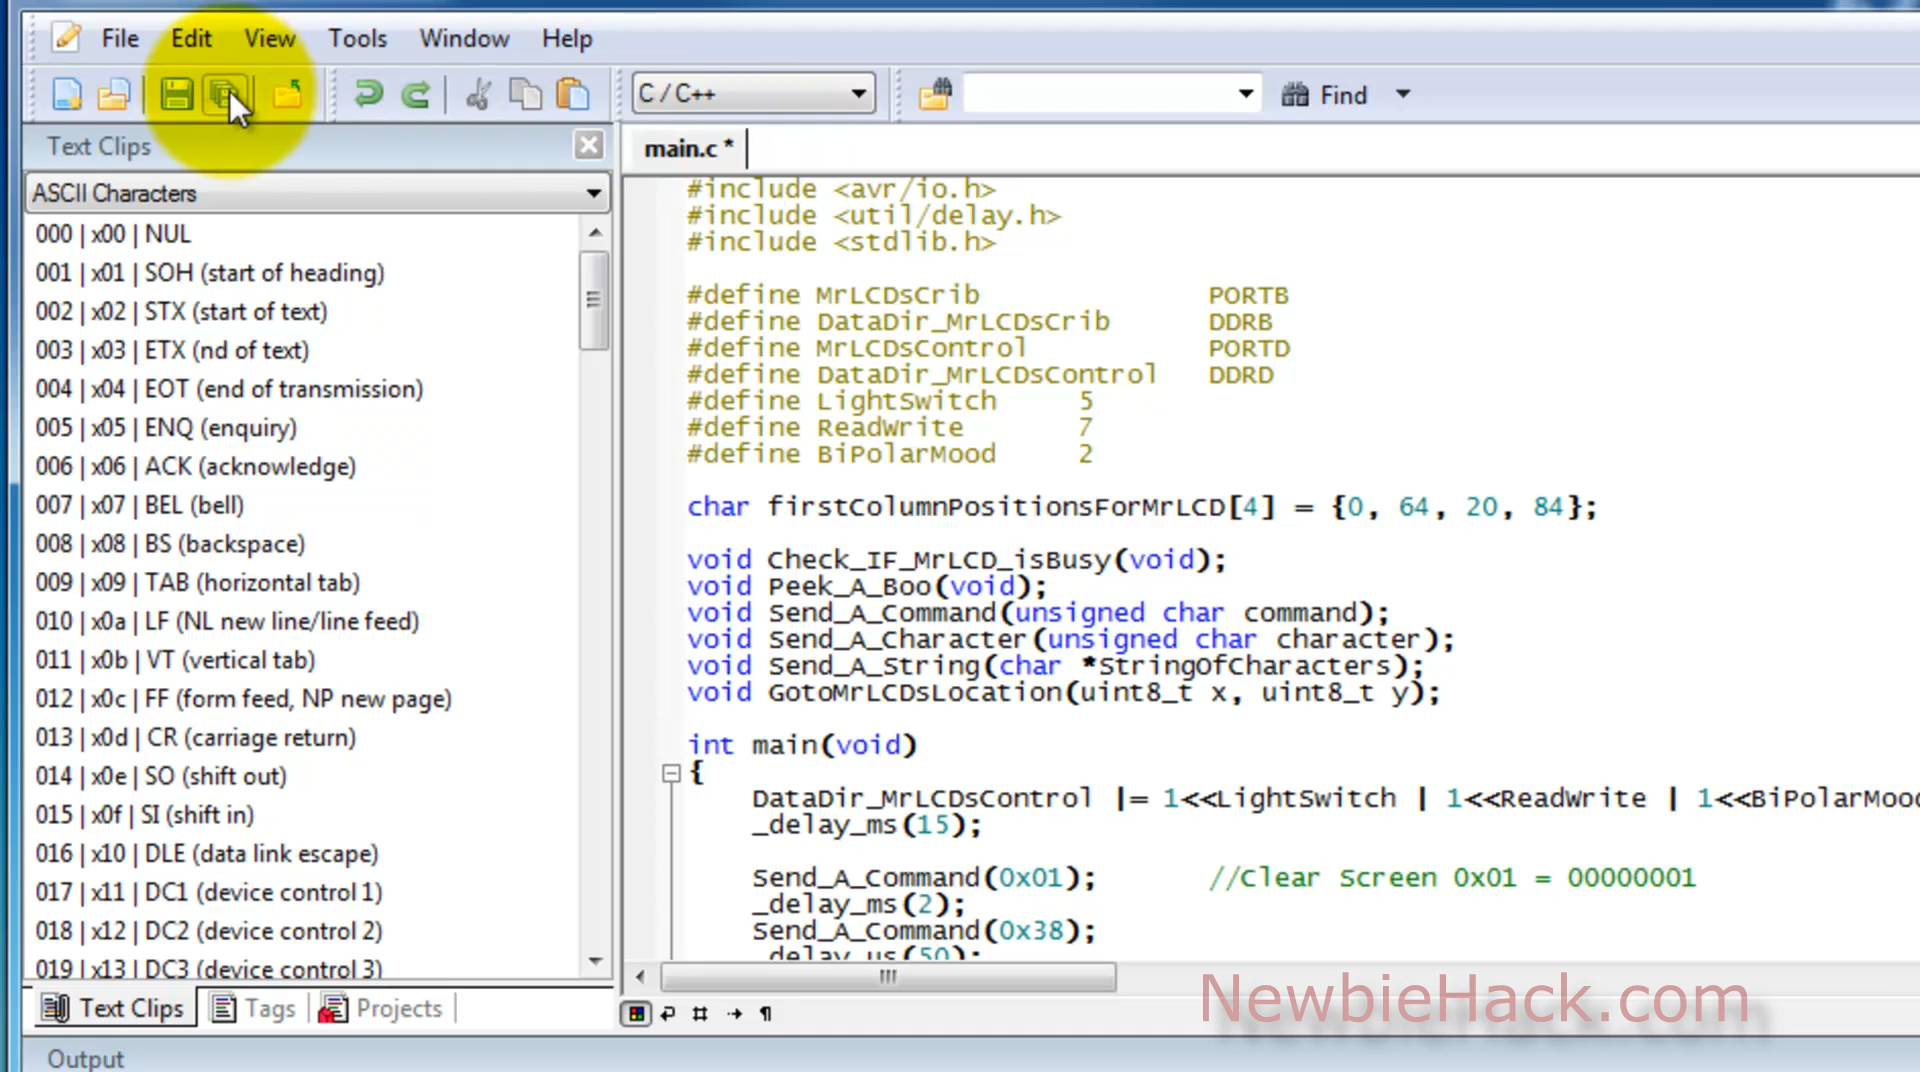 File Edit View Tools Window Help
C / C++
Find
Text Clips
main.c *
ASCII Characters
000 | x00 | NUL
001 | x01 | SOH (start of heading)
002 | x02 | STX (start of text)
003 | x03 | ETX (nd of text)
004 | x04 | EOT (end of transmission)
005 | x05 | ENQ (enquiry)
006 | x06 | ACK (acknowledge)
007 | x07 | BEL (bell)
008 | x08 | BS (backspace)
009 | x09 | TAB (horizontal tab)
010 | x0a | LF (NL new line/line feed)
011 | x0b | VT (vertical tab)
012 | x0c | FF (form feed, NP new page)
013 | x0d | CR (carriage return)
014 | x0e | SO (shift out)
015 | x0f | SI (shift in)
016 | x10 | DLE (data link escape)
017 | x11 | DC1 (device control 1)
018 | x12 | DC2 (device control 2)
019 | x13 | DC3 (device control 3)
#include <avr/io.h>
#include <util/delay.h>
#include <stdlib.h>
#define MrLCDsCrib PORTB
#define DataDir_MrLCDsCrib DDRB
#define MrLCDsControl PORTD
#define DataDir_MrLCDsControl DDRD
#define LightSwitch 5
#define ReadWrite 7
#define BiPolarMood 2
char firstColumnPositionsForMrLCD[4] = {0, 64, 20, 84};
void Check_IF_MrLCD_isBusy(void);
void Peek_A_Boo(void);
void Send_A_Command(unsigned char command);
void Send_A_Character(unsigned char character);
void Send_A_String(char *StringOfCharacters);
void GotoMrLCDsLocation(uint8_t x, uint8_t y);
int main(void)
{
DataDir_MrLCDsControl |= 1<<LightSwitch | 1<<ReadWrite | 1<<BiPolarMood
_delay_ms(15);
Send_A_Command(0x01); //Clear Screen 0x01 = 00000001
_delay_ms(2);
Send_A_Command(0x38);
_delay_us(50);
Text Clips Tags Projects
NewbieHack.com
Output